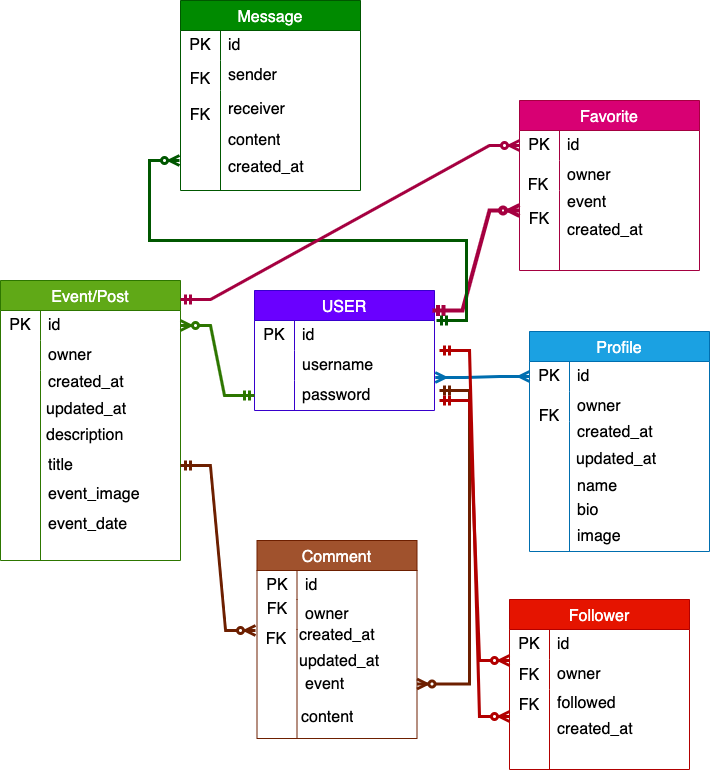 Message
PK id
FK sender
FK receiver
content
created_at
Favorite
PK id
FK owner
event
FK created_at
Event/Post
PK id
owner
created_at
updated_at
description
title
event_image
event_date
USER
PK id
username
password
Profile
PK id
FK owner
created_at
updated_at
name
bio
image
Comment
PK id
FK owner
FK created_at
updated_at
event
content
Follower
PK id
FK owner
FK followed
created_at